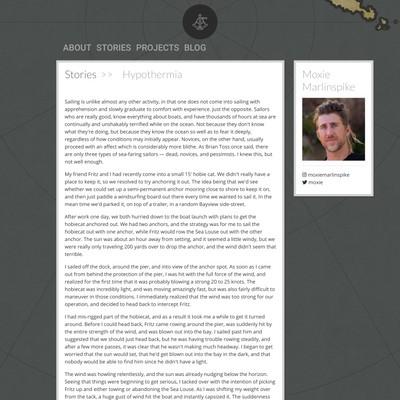 ABOUT STORIES PROJECTS BLOG
Stories >> Hypothermia
Sailing is unlike almost any other activity, in that one does not come into sailing with
apprehension and slowly graduate to comfort with experience. Just the opposite. Sailors
who are really good, know everything about boats, and have thousands of hours at sea are
continually and unshakably terrified while on the ocean. Not because they don't know
what they're doing, but because they know the ocean so well as to fear it deeply,
regardless of how conditions may initially appear. Novices, on the other hand, usually
proceed with an affect which is considerably more blithe. As Brian Toss once said, there
are only three types of sea-faring sailors — dead, novices, and pessimists. I knew this, but
not well enough.
My friend Fritz and I had recently come into a small 15' hobie cat. We didn't really have a
place to keep it, so we resolved to try anchoring it out. The idea being that we'd see
whether we could set up a semi-permanent anchor mooring close to shore to keep it on,
and then just paddle a windsurfing board out there every time we wanted to sail it. In the
mean time we'd parked it, on top of a trailer, in a random Bayview side-street.
After work one day, we both hurried down to the boat launch with plans to get the
hobiecat anchored out. We had two anchors, and the strategy was for me to sail the
hobiecat out with one anchor, while Fritz would row the Sea Louse out with the other
anchor. The sun was about an hour away from setting, and it seemed a little windy, but we
were really only traveling 200 yards over to drop the anchor, and the wind didn't seem that
terrible.
I sailed off the dock, around the pier, and into view of the anchor spot. As soon as I came
out from behind the protection of the pier, I was hit with the full force of the wind, and
realized for the first time that it was probably blowing a strong 20 to 25 knots. The
hobiecat was incredibly light, and was moving amazingly fast, but was also fairly difficult to
maneuver in those conditions. I immediately realized that the wind was too strong for our
operation, and decided to head back to intercept Fritz.
I had mis-rigged part of the hobiecat, and as a result it took me a while to get it turned
around. Before I could head back, Fritz came rowing around the pier, was suddenly hit by
the entire strength of the wind, and was blown out into the bay. I sailed past him and
suggested that we should just head back, but he was having trouble rowing steadily, and
after a few more passes, it was clear that he wasn't making much headway. I began to get
worried that the sun would set, that he'd get blown out into the bay in the dark, and that
nobody would be able to find him since he didn't have a light.
The wind was howling relentlessly, and the sun was already nudging below the horizon.
Seeing that things were beginning to get serious, I tacked over with the intention of picking
Fritz up and either towing or abandoning the Sea Louse. As I was shifting my weight over
from the tack, a huge gust of wind hit the boat and instantly capsized it. The suddenness
Moxie
Marlinspike
moxiemarlinspike
moxie